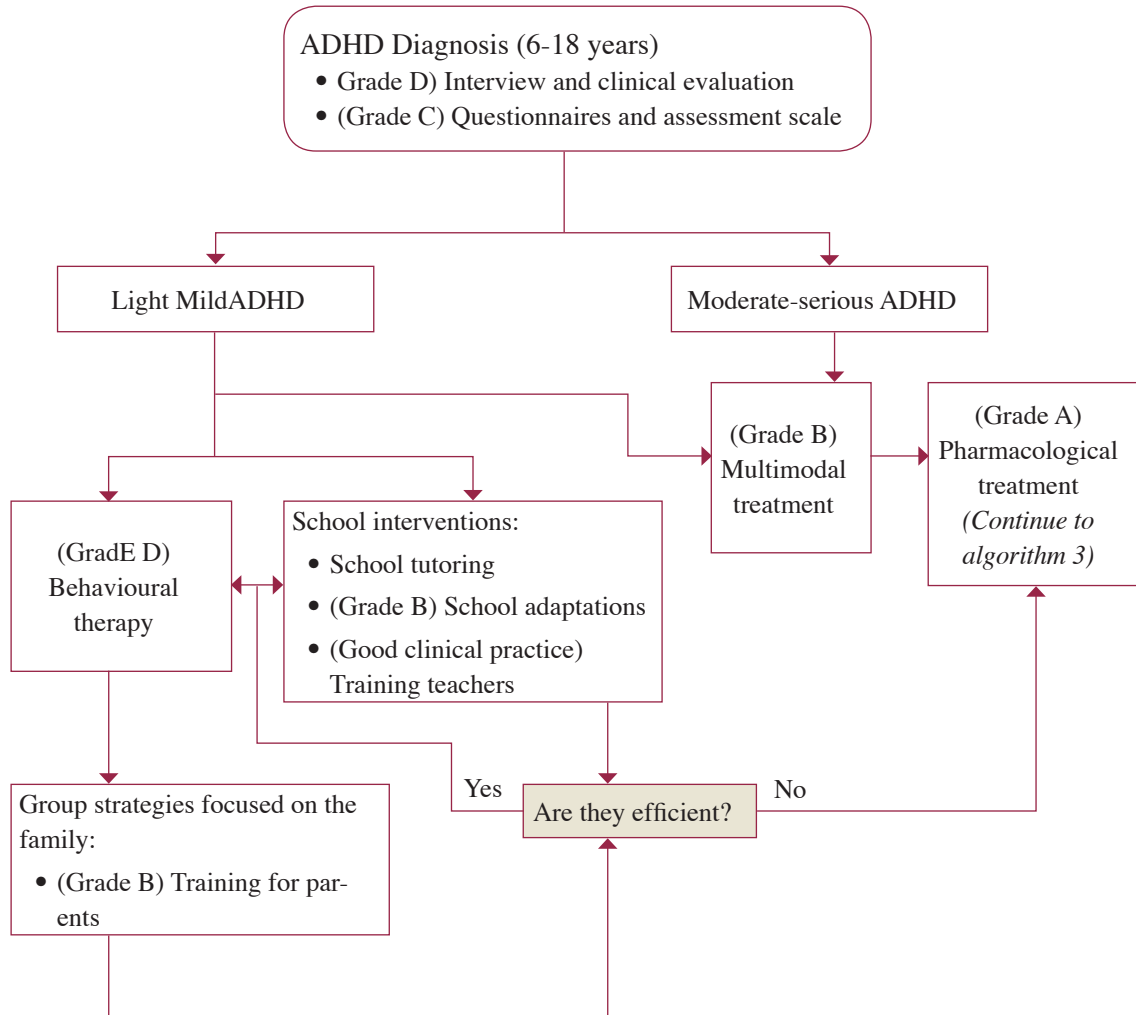 ADHD Diagnosis (6-18 years)
• Grade D) Interview and clinical evaluation
• (Grade C) Questionnaires and assessment scale
Light MildADHD
Moderate-serious ADHD
(Grade B)
Multimodal
treatment
(Grade A)
Pharmacological
treatment
(Continue to
algorithm 3)
(GradE D)
Behavioural
therapy
School interventions:
• School tutoring
• (Grade B) School adaptations
• (Good clinical practice)
Training teachers
Group strategies focused on the
family:
• (Grade B) Training for par-
ents
Yes
Are they efficient?
No